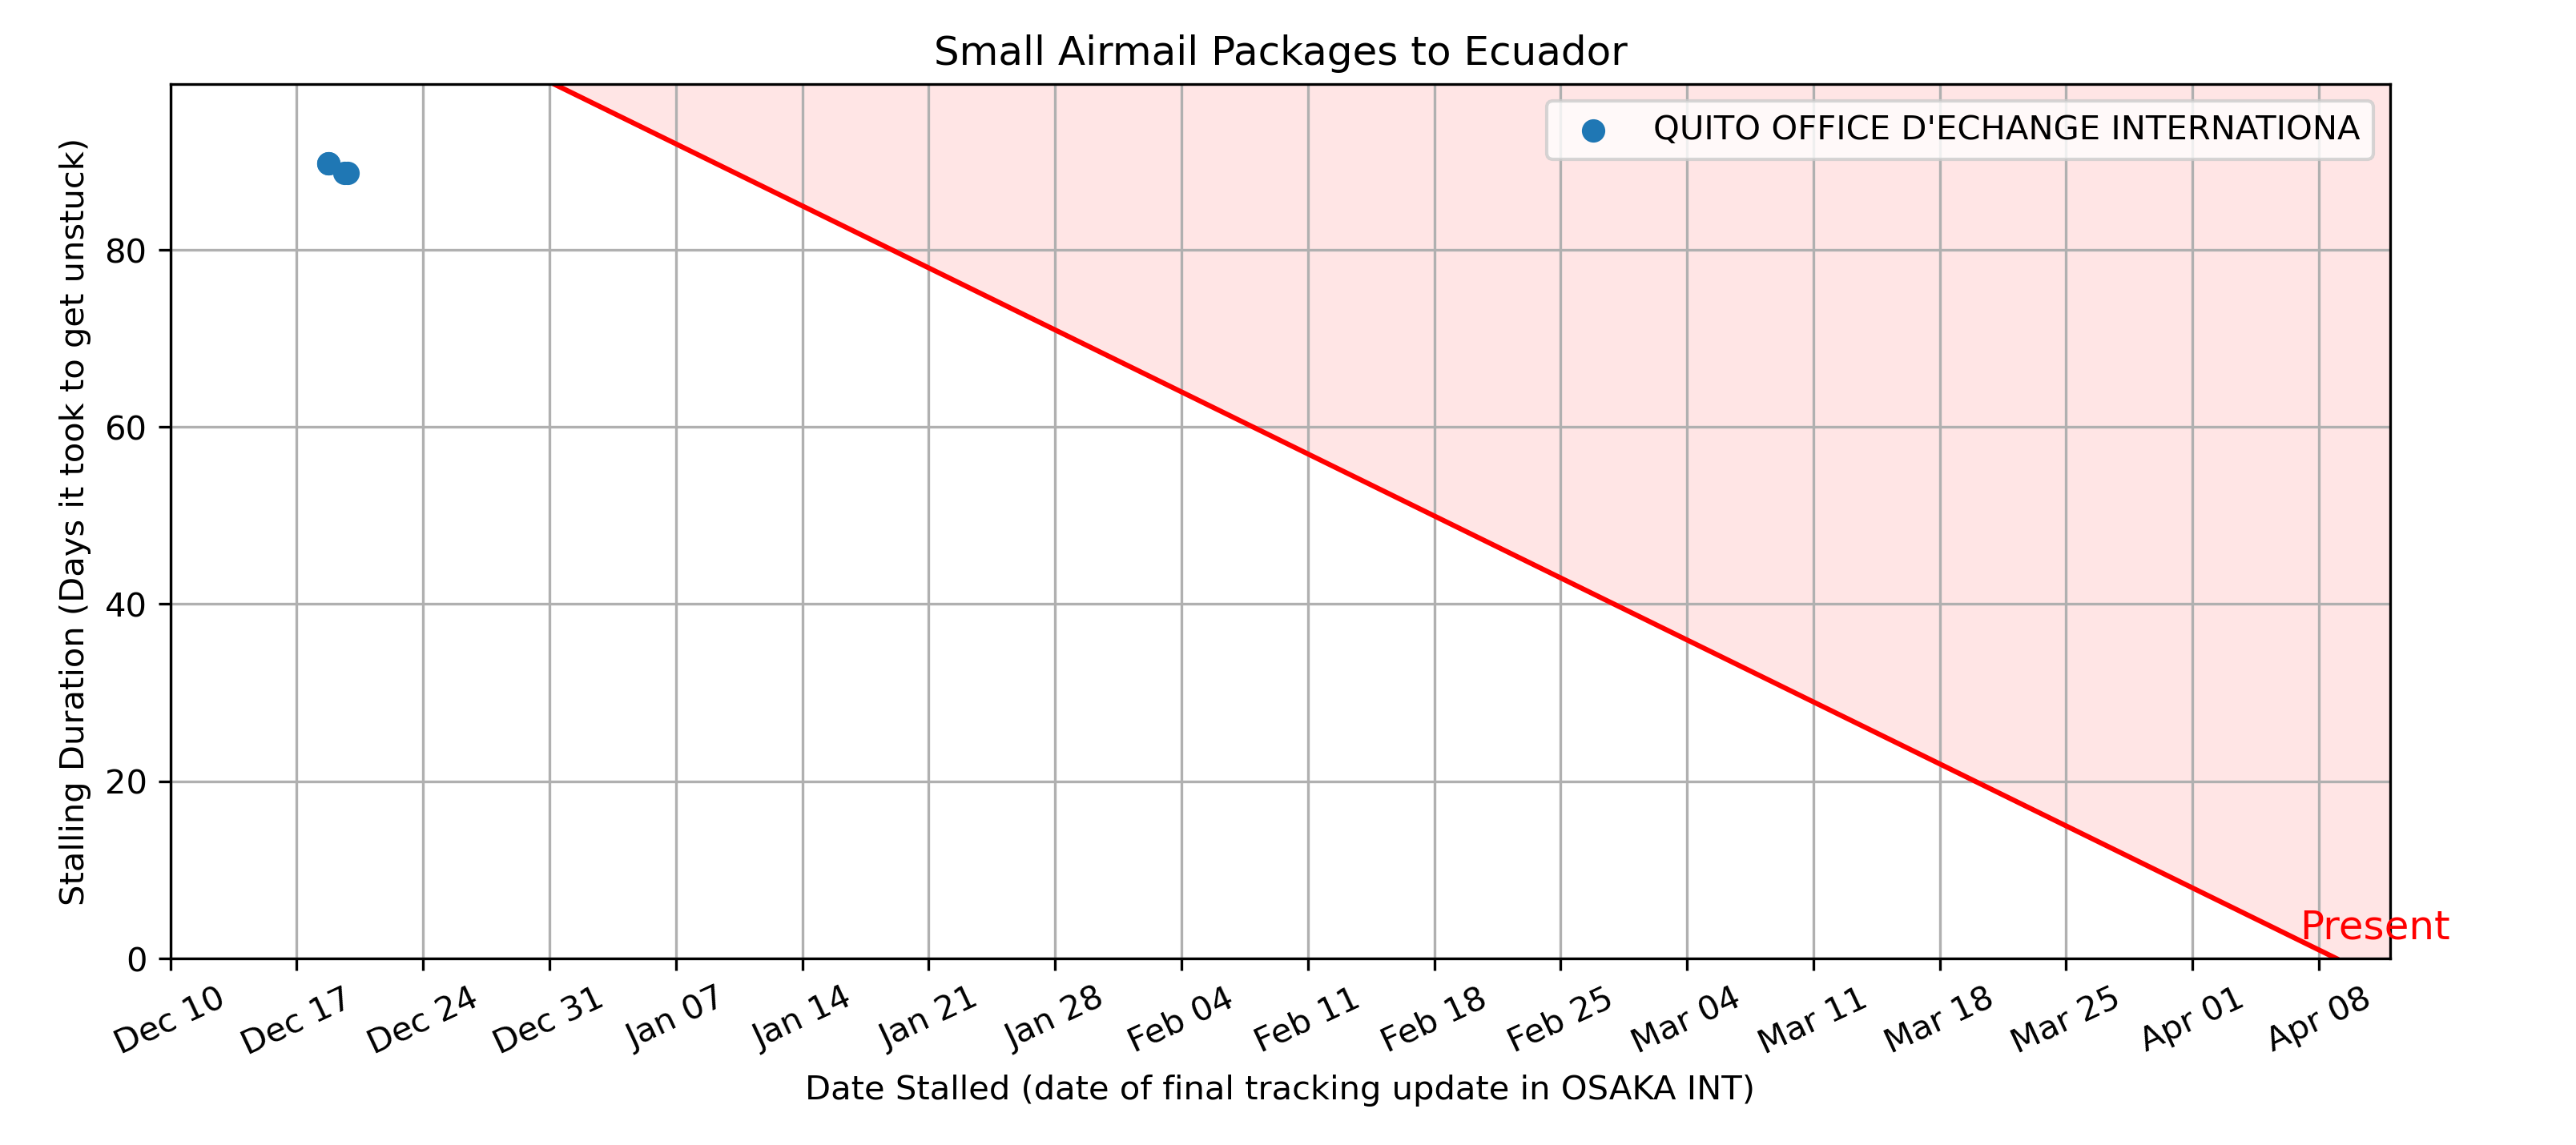 Small Airmail Packages to Ecuador
QUITO OFFICE D'ECHANGE INTERNATIONA
Stalling Duration (Days it took to get unstuck)
80
60
40
20
0
Present
Dec 10
Dec 17
Dec 24
Dec 31
Jan 07
Jan 14
Jan 21
Jan 28
Feb 04
Feb 11
Feb 18
Feb 25
Mar 04
Mar 11
Mar 18
Mar 25
Apr 01
Apr 08
Date Stalled (date of final tracking update in OSAKA INT)